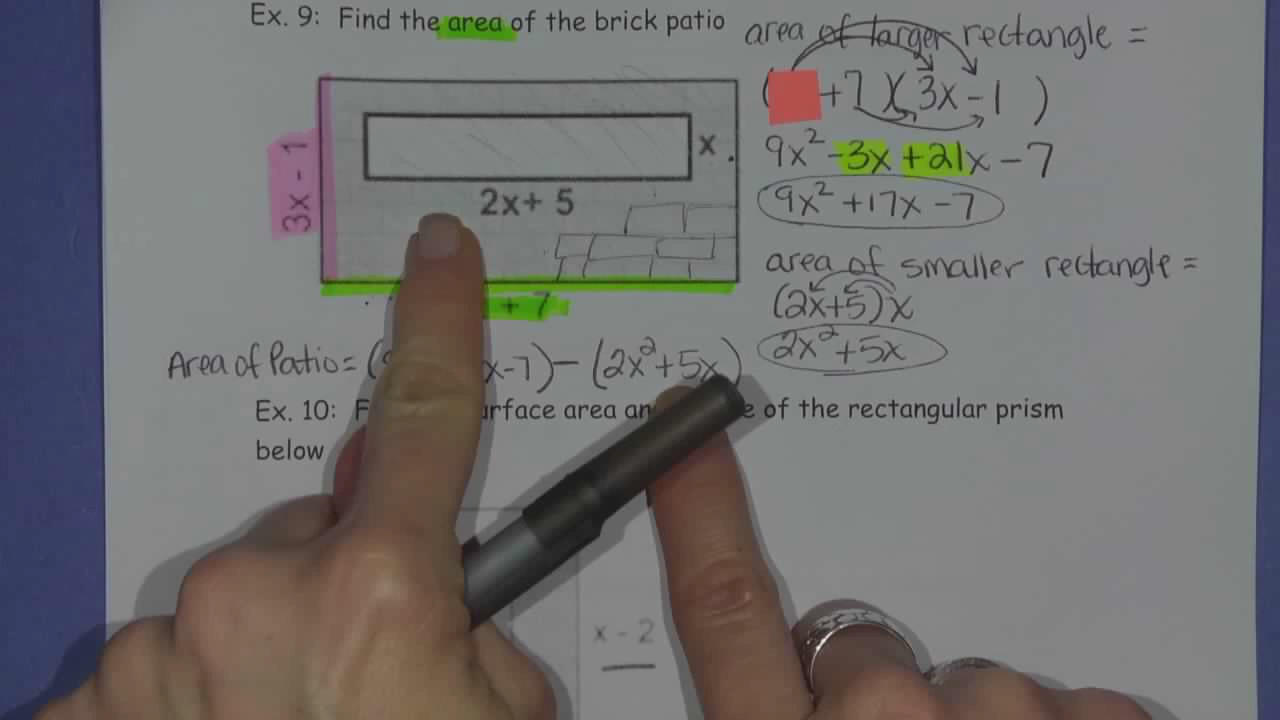 Ex. 9: Find the area of the brick patio
area of larger rectangle =
( +7)(3x-1)
9x²-3x+21x-7
9x²+17x-7
3x - 1
x.
2x+ 5
+ 7
area of smaller rectangle =
(2x+5)x
2x²+5x
Area of Patio=( x-7)-(2x²+5x)
Ex. 10: area of the rectangular prism
below
x - 2